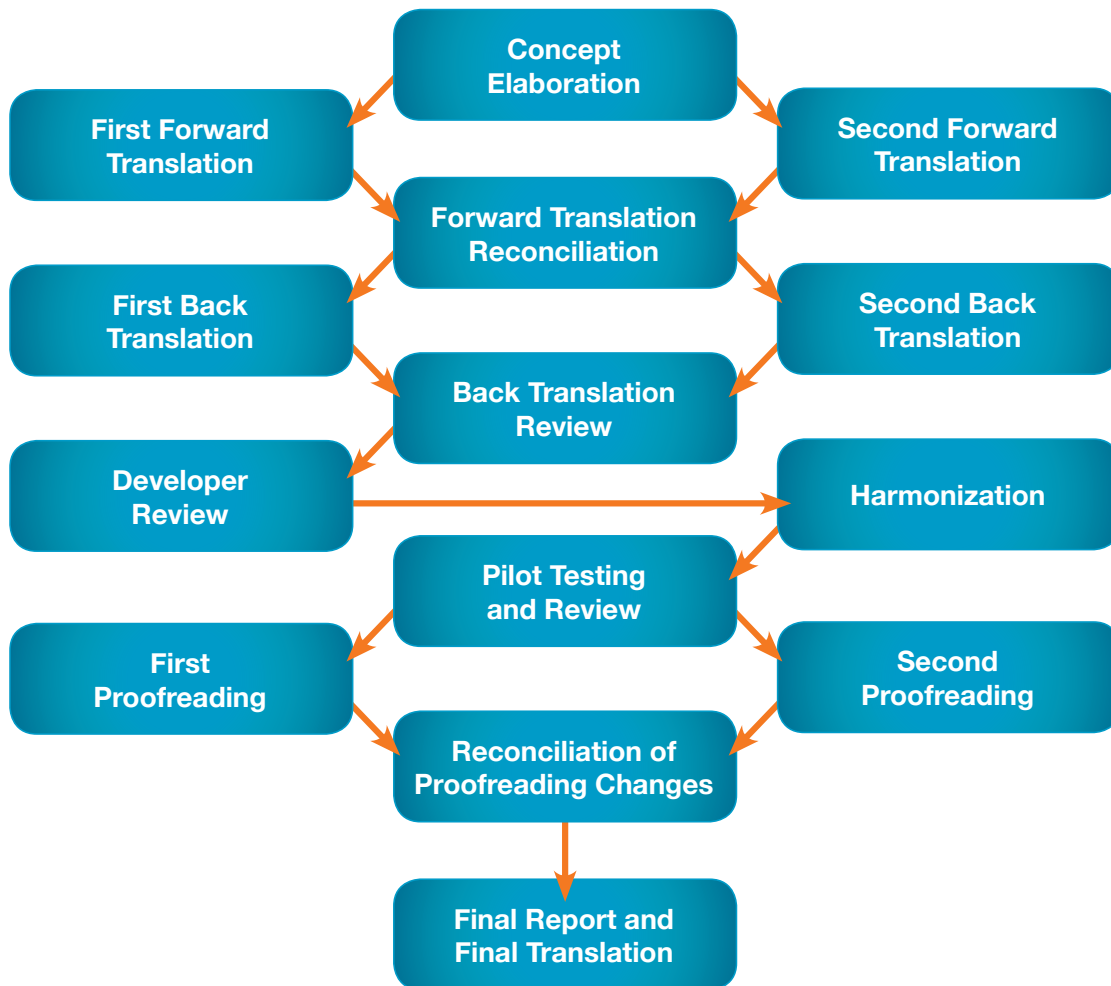 Concept
Elaboration
First Forward
Translation
Second Forward
Translation
Forward Translation
Reconciliation
First Back
Translation
Second Back
Translation
Back Translation
Review
Developer
Review
Harmonization
Pilot Testing
and Review
First
Proofreading
Second
Proofreading
Reconciliation of
Proofreading Changes
Final Report and
Final Translation